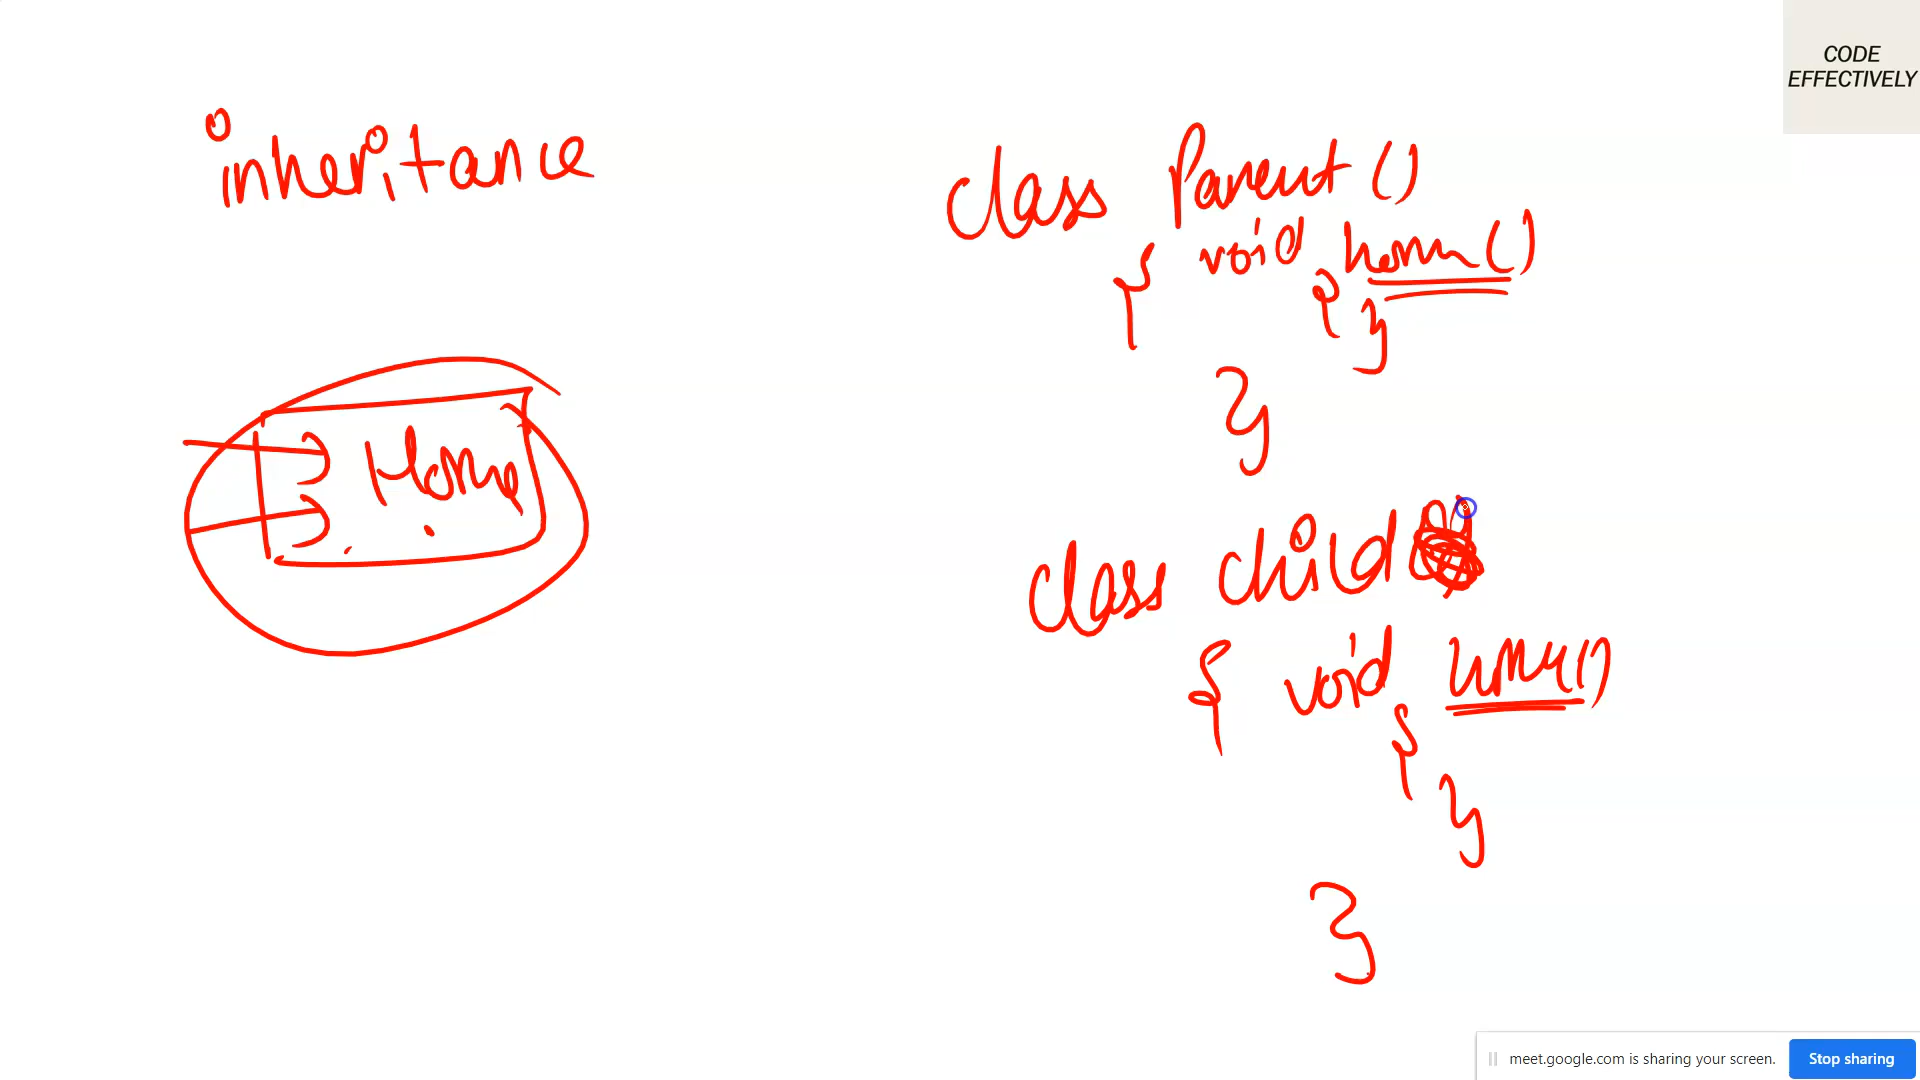 CODE
EFFECTIVELY
inheritance
class Parent ()
{ void home ()
{ }
}
Home
class child
{ void home()
{
}
}
meet.google.com is sharing your screen.
Stop sharing